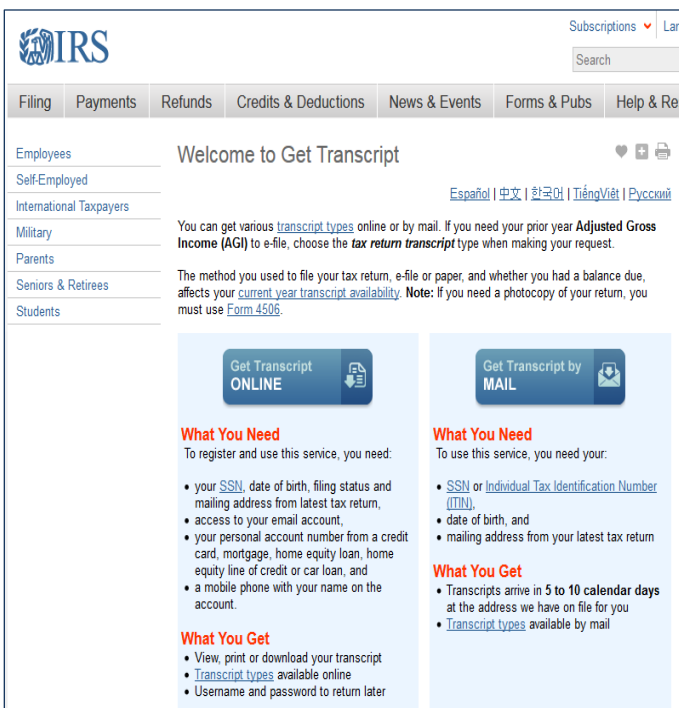 IRS
Subscriptions
Search
Filing Payments Refunds Credits & Deductions News & Events Forms & Pubs Help &
Employees
Self-Employed
International Taxpayers
Military
Parents
Seniors & Retirees
Students
Welcome to Get Transcript
Español | 中文 | 한국어 | TiếngViệt | Русский
You can get various transcript types online or by mail. If you need your prior year Adjusted Gross
Income (AGI) to e-file, choose the tax return transcript type when making your request.
The method you used to file your tax return, e-file or paper, and whether you had a balance due,
affects your current year transcript availability. Note: If you need a photocopy of your return, you
must use Form 4506.
Get Transcript
ONLINE
What You Need
To register and use this service, you need:
• your SSN, date of birth, filing status and
mailing address from latest tax return,
• access to your email account,
• your personal account number from a credit
card, mortgage, home equity loan, home
equity line of credit or car loan, and
• a mobile phone with your name on the
account.
What You Get
• View, print or download your transcript
• Transcript types available online
• Username and password to return later
Get Transcript by
MAIL
What You Need
To use this service, you need your:
• SSN or Individual Tax Identification Number
(ITIN),
• date of birth, and
• mailing address from your latest tax return
What You Get
• Transcripts arrive in 5 to 10 calendar days
at the address we have on file for you
• Transcript types available by mail